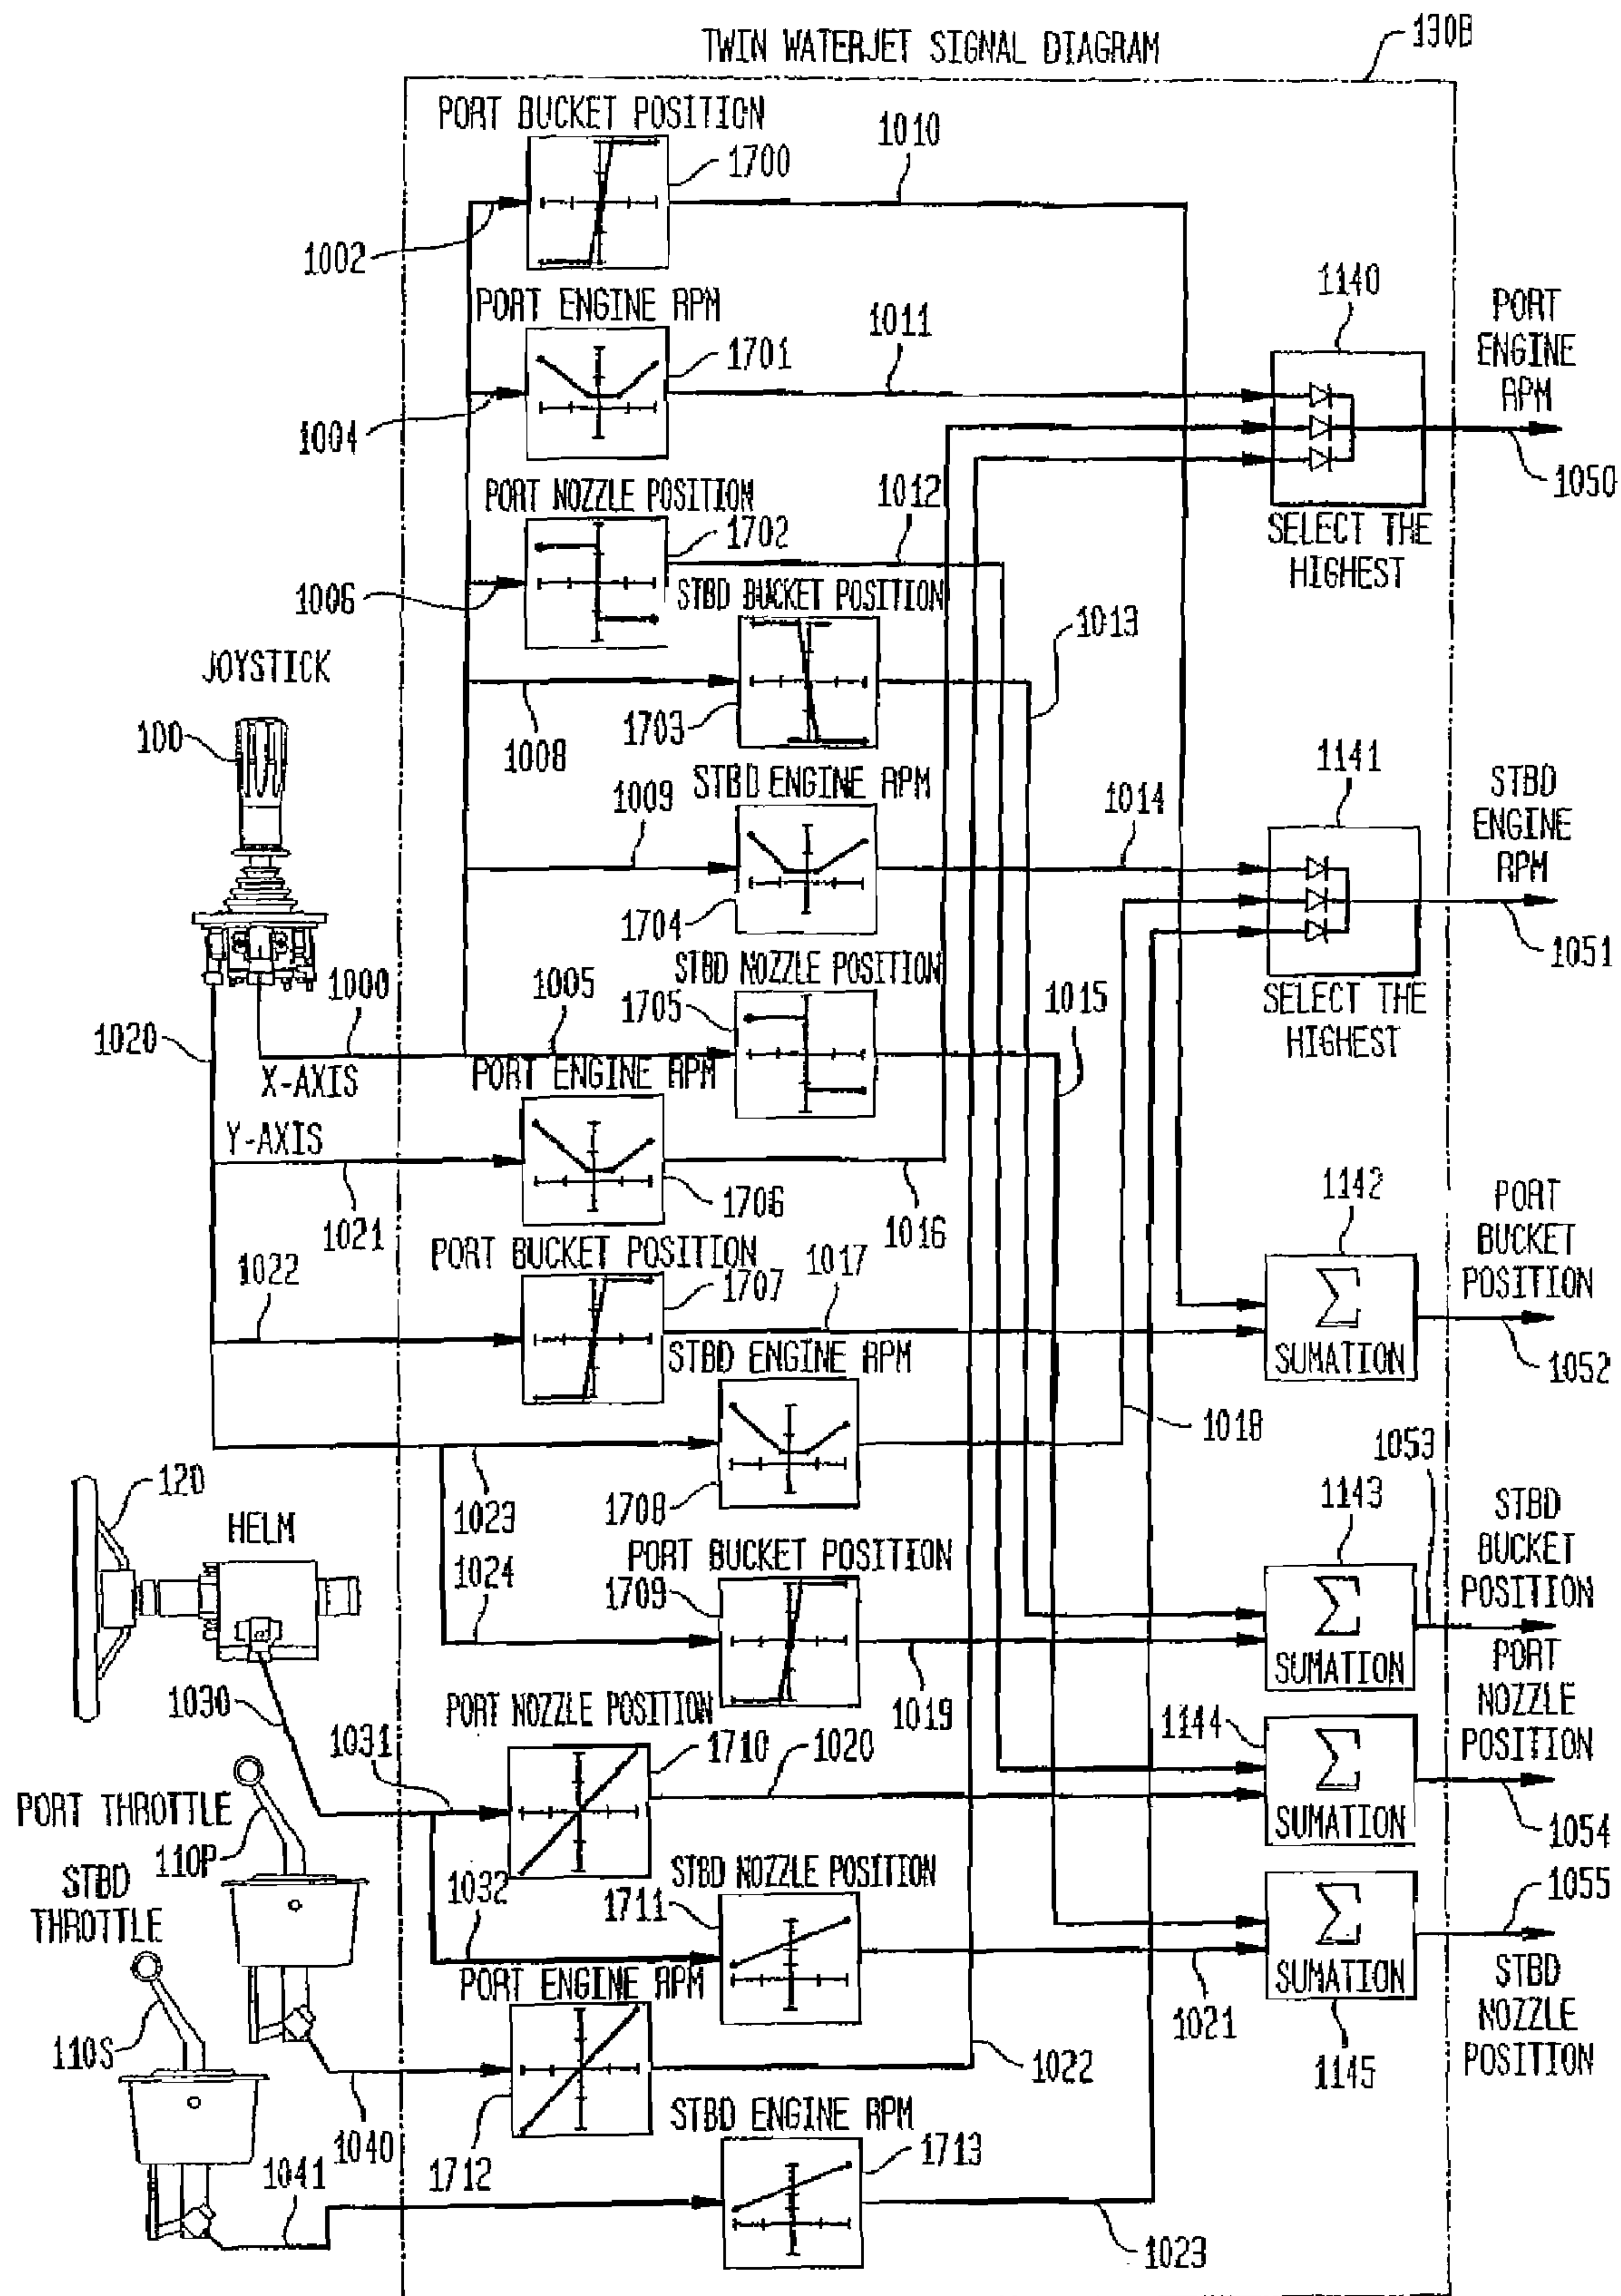 TWIN WATERJET SIGNAL DIAGRAM
130B
PORT BUCKET POSITION
1700
1010
1002
PORT ENGINE RPM
1701
1011
1004
1140
PORT
ENGINE
RPM
1050
SELECT THE
HIGHEST
PORT NOZZLE POSITION
1702
1012
1006
STBD BUCKET POSITION
1703
1013
1008
JOYSTICK
100
STBD ENGINE RPM
1009
1704
1014
1141
STBD
ENGINE
RPM
1051
SELECT THE
HIGHEST
STBD NOZZLE POSITION
1705
1005
1000
1015
1020
X-AXIS
PORT ENGINE RPM
Y-AXIS
1021
1706
1016
PORT BUCKET POSITION
1022
1707
1017
1142
Σ
SUMATION
PORT
BUCKET
POSITION
1052
STBD ENGINE RPM
1708
1018
1023
120
HELM
PORT BUCKET POSITION
1024
1709
1019
1143
Σ
SUMATION
1053
STBD
BUCKET
POSITION
1030
PORT NOZZLE POSITION
1031
1710
1020
1144
Σ
SUMATION
PORT
NOZZLE
POSITION
1054
PORT THROTTLE
110P
STBD
THROTTLE
110S
STBD NOZZLE POSITION
1032
1711
1021
Σ
SUMATION
1145
1055
STBD
NOZZLE
POSITION
PORT ENGINE RPM
1040
1712
1022
STBD ENGINE RPM
1041
1713
1023